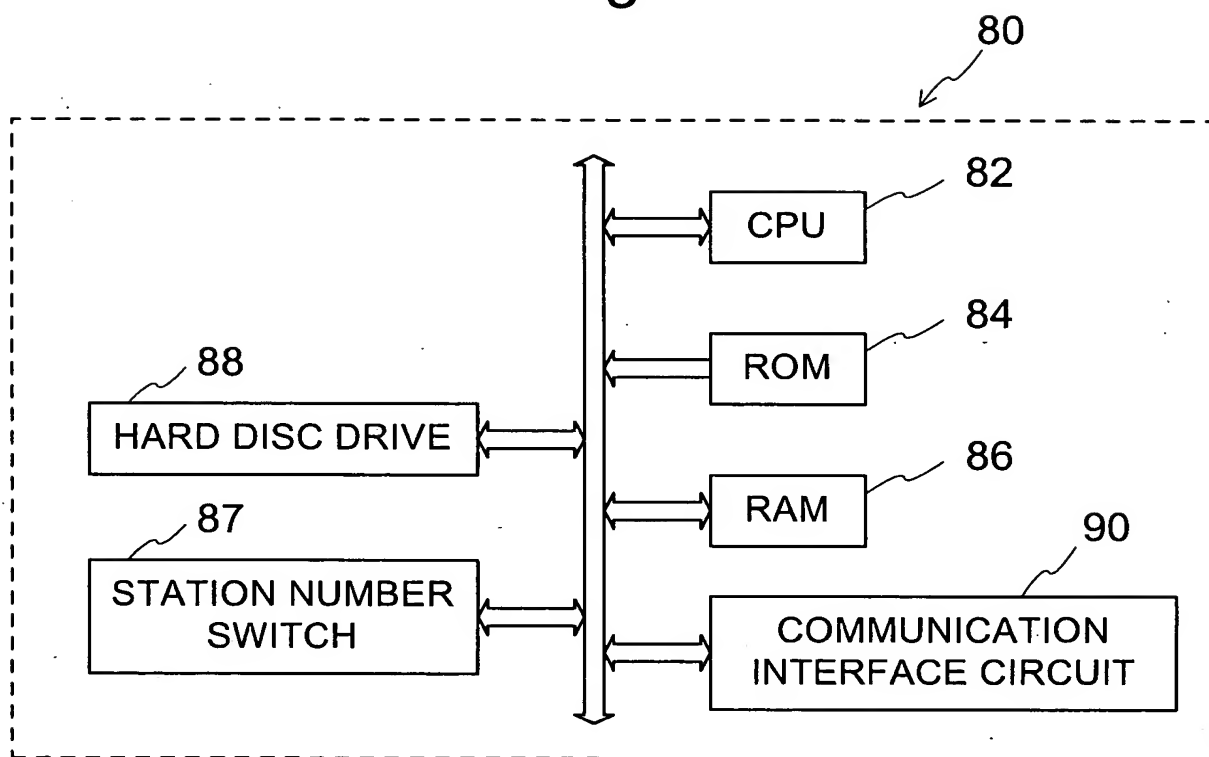 80
82
CPU
84
ROM
88
HARD DISC DRIVE
86
RAM
87
STATION NUMBER
SWITCH
90
COMMUNICATION
INTERFACE CIRCUIT